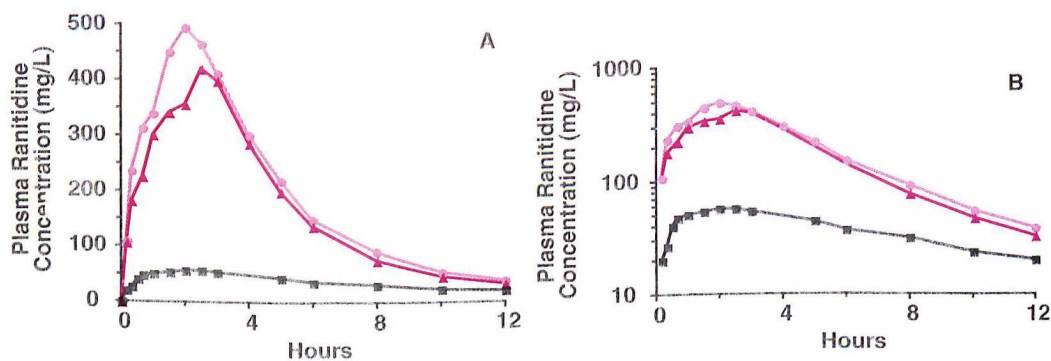 A
Plasma Ranitidine
Concentration (mg/L)
500
400
300
200
100
0
0
4
8
12
Hours
B
Plasma Ranitidine
Concentration (mg/L)
1000
100
10
0
4
8
12
Hours